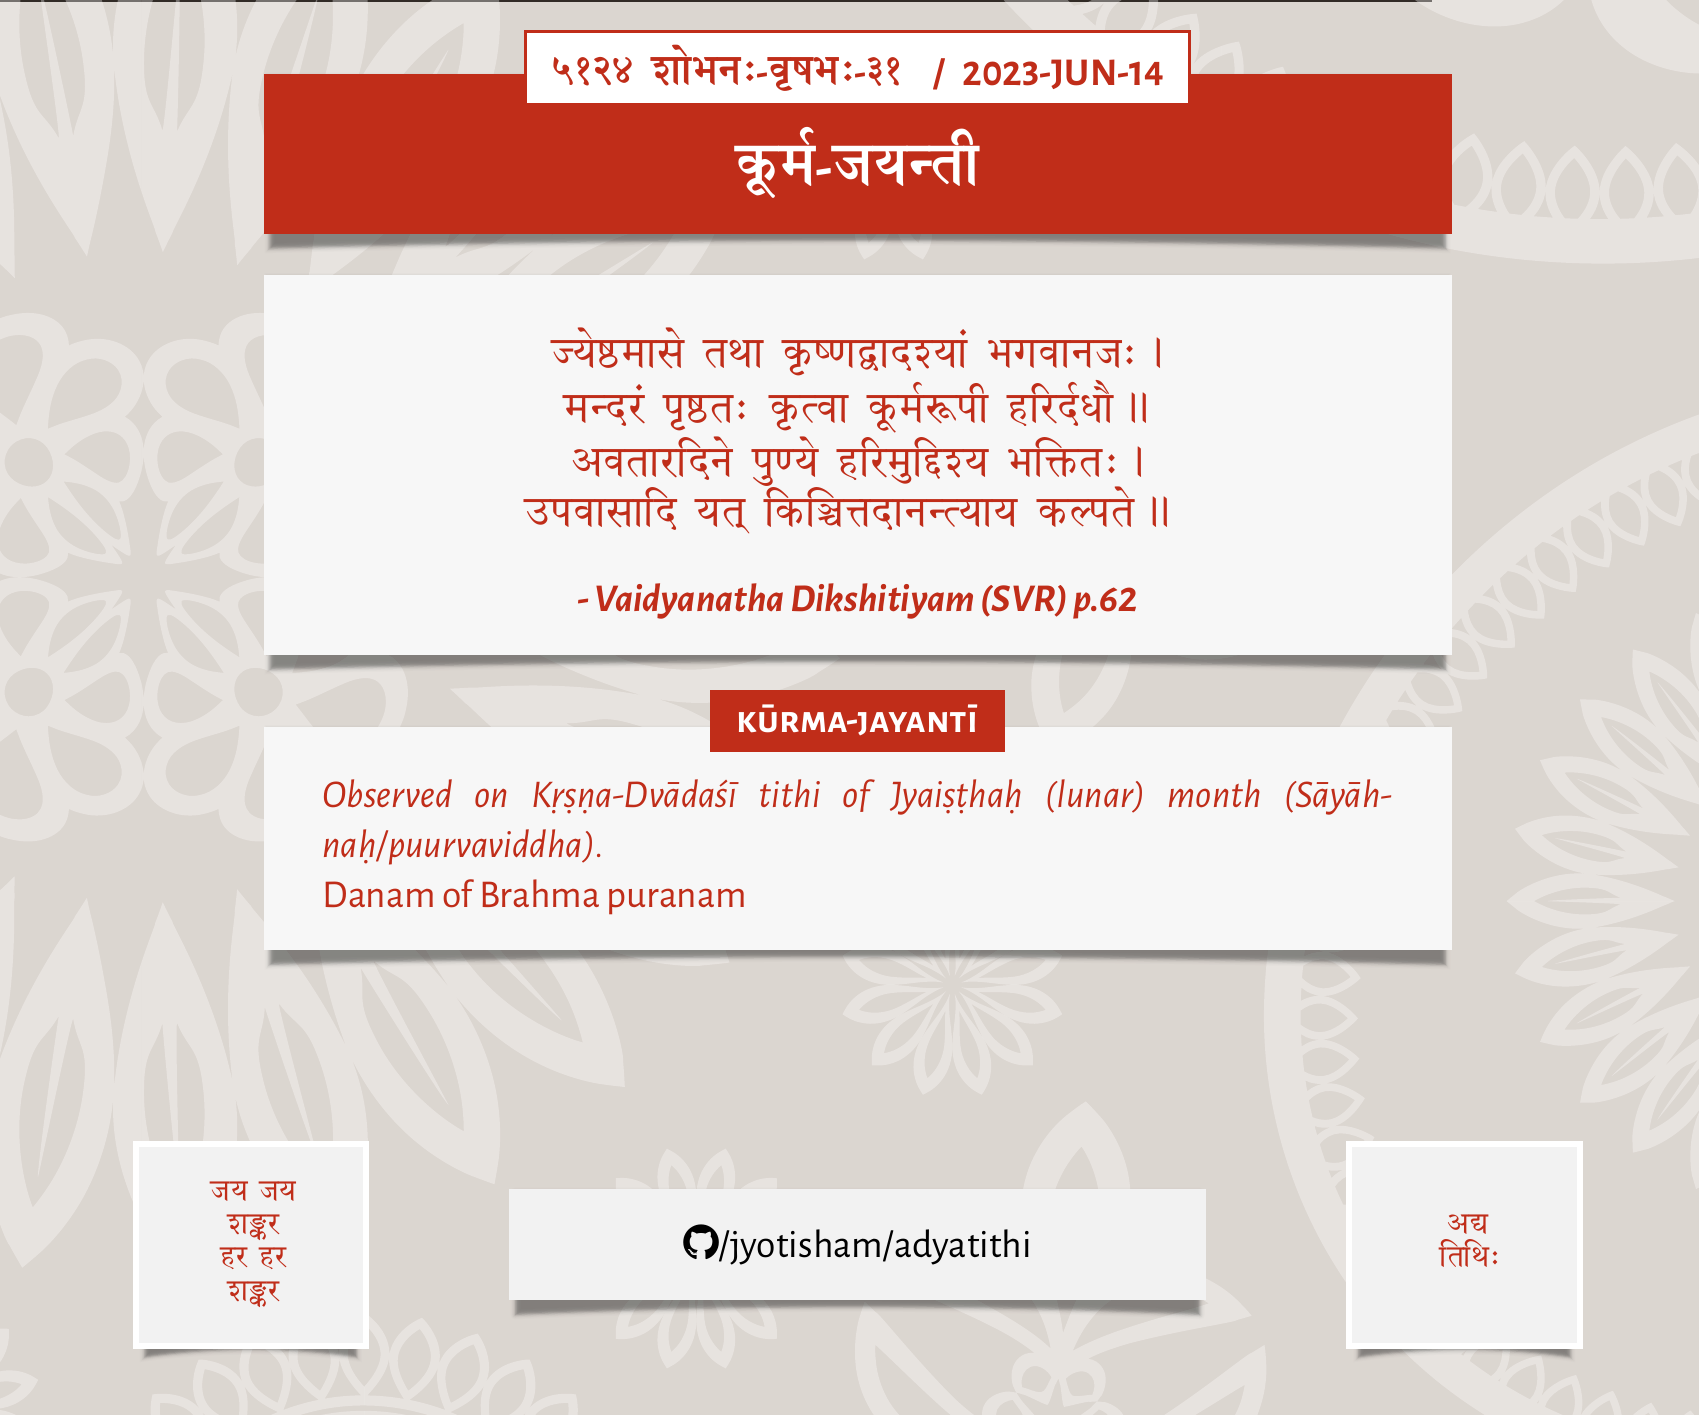 ५१२४ शोभनः-वृषभः-३१ / 2023-JUN-14
कूर्म-जयन्ती
ज्येष्ठमासे तथा कृष्णद्वादश्यां भगवानजः ।
मन्दरं पृष्ठतः कृत्वा कूर्मरूपी हरिर्दधौ ॥
अवतारदिने पुण्ये हरिमुद्दिश्य भक्तितः ।
उपवासादि यत् किञ्चित्तदानन्त्याय कल्पते ॥
- Vaidyanatha Dikshitiyam (SVR) p.62
KŪRMA-JAYANTĪ
Observed on Kṛṣṇa-Dvādaśī tithi of Jyaiṣṭhaḥ (lunar) month (Sāyāh-
naḥ/puurvaviddha).
Danam of Brahma puranam
जय जय
शङ्कर
हर हर
शङ्कर
/jyotisham/adyatithi
अद्य
तिथिः